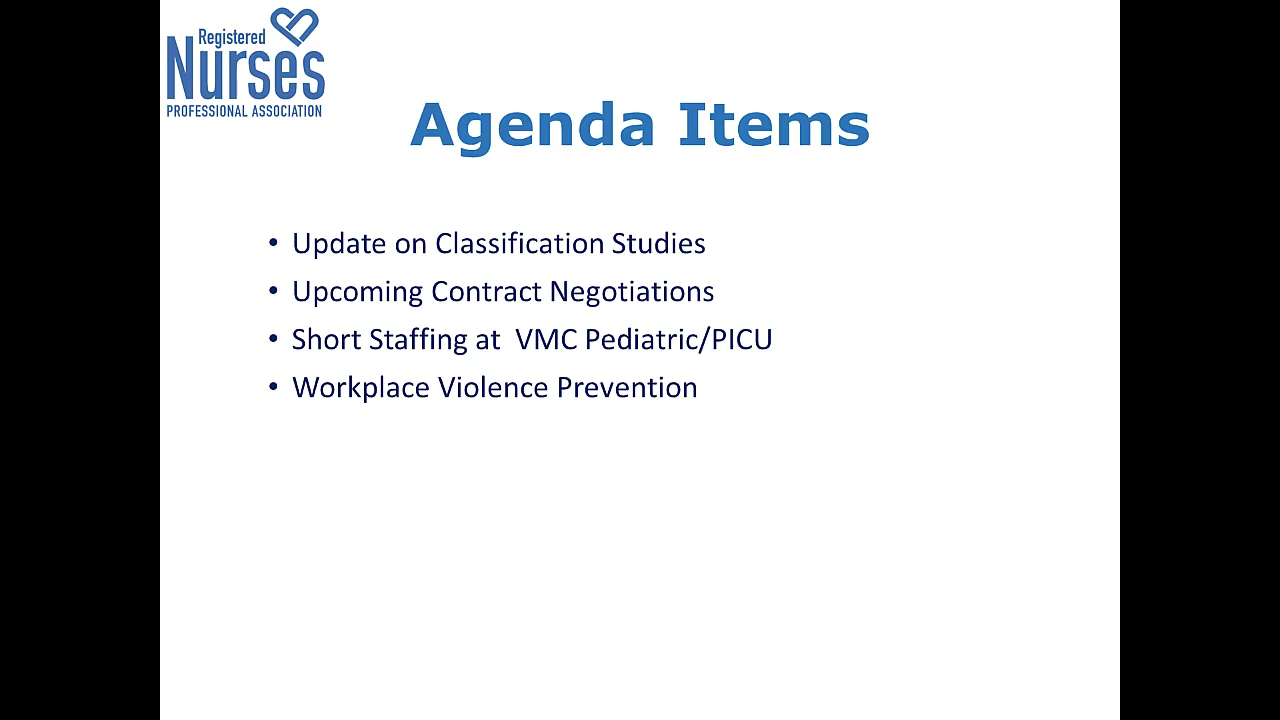 Registered
Nurses
PROFESSIONAL ASSOCIATION
Agenda Items
• Update on Classification Studies
• Upcoming Contract Negotiations
• Short Staffing at  VMC Pediatric/PICU
• Workplace Violence Prevention